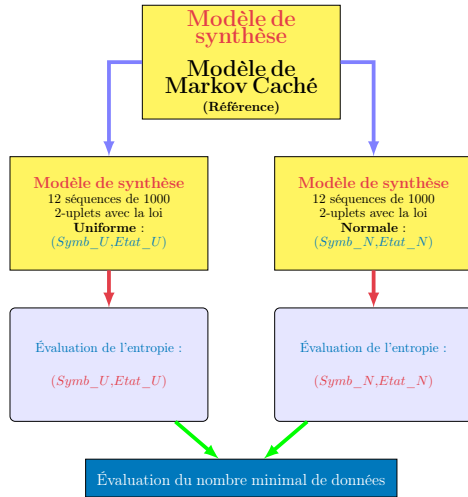 Modèle de
synthèse
Modèle de
Markov Caché
(Référence)
Modèle de synthèse
12 séquences de 1000
2-uplets avec la loi
Uniforme :
(Symb_U,Etat_U)
Modèle de synthèse
12 séquences de 1000
2-uplets avec la loi
Normale :
(Symb_N,Etat_N)
Évaluation de l'entropie :
(Symb_U,Etat_U)
Évaluation de l'entropie :
(Symb_N,Etat_N)
Évaluation du nombre minimal de données